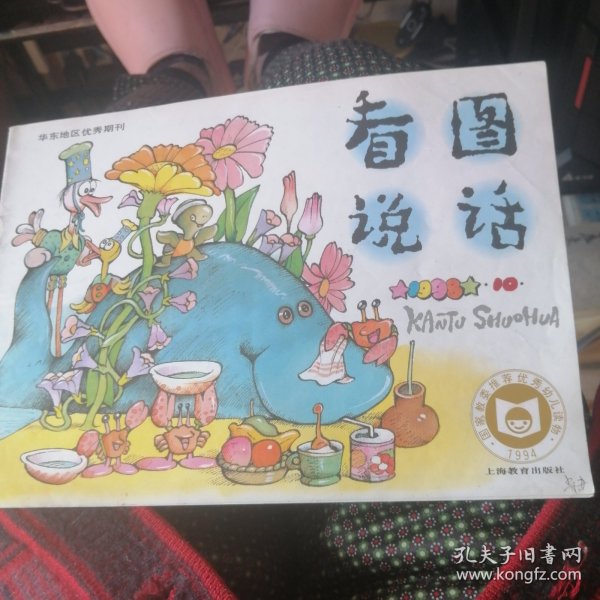 华东地区优秀期刊
看图
说话
1998·10·
KANTU SHUOHUA
国家教委推荐优秀幼儿读物
1994
上海教育出版社
孔夫子旧书网
www.kongfz.com